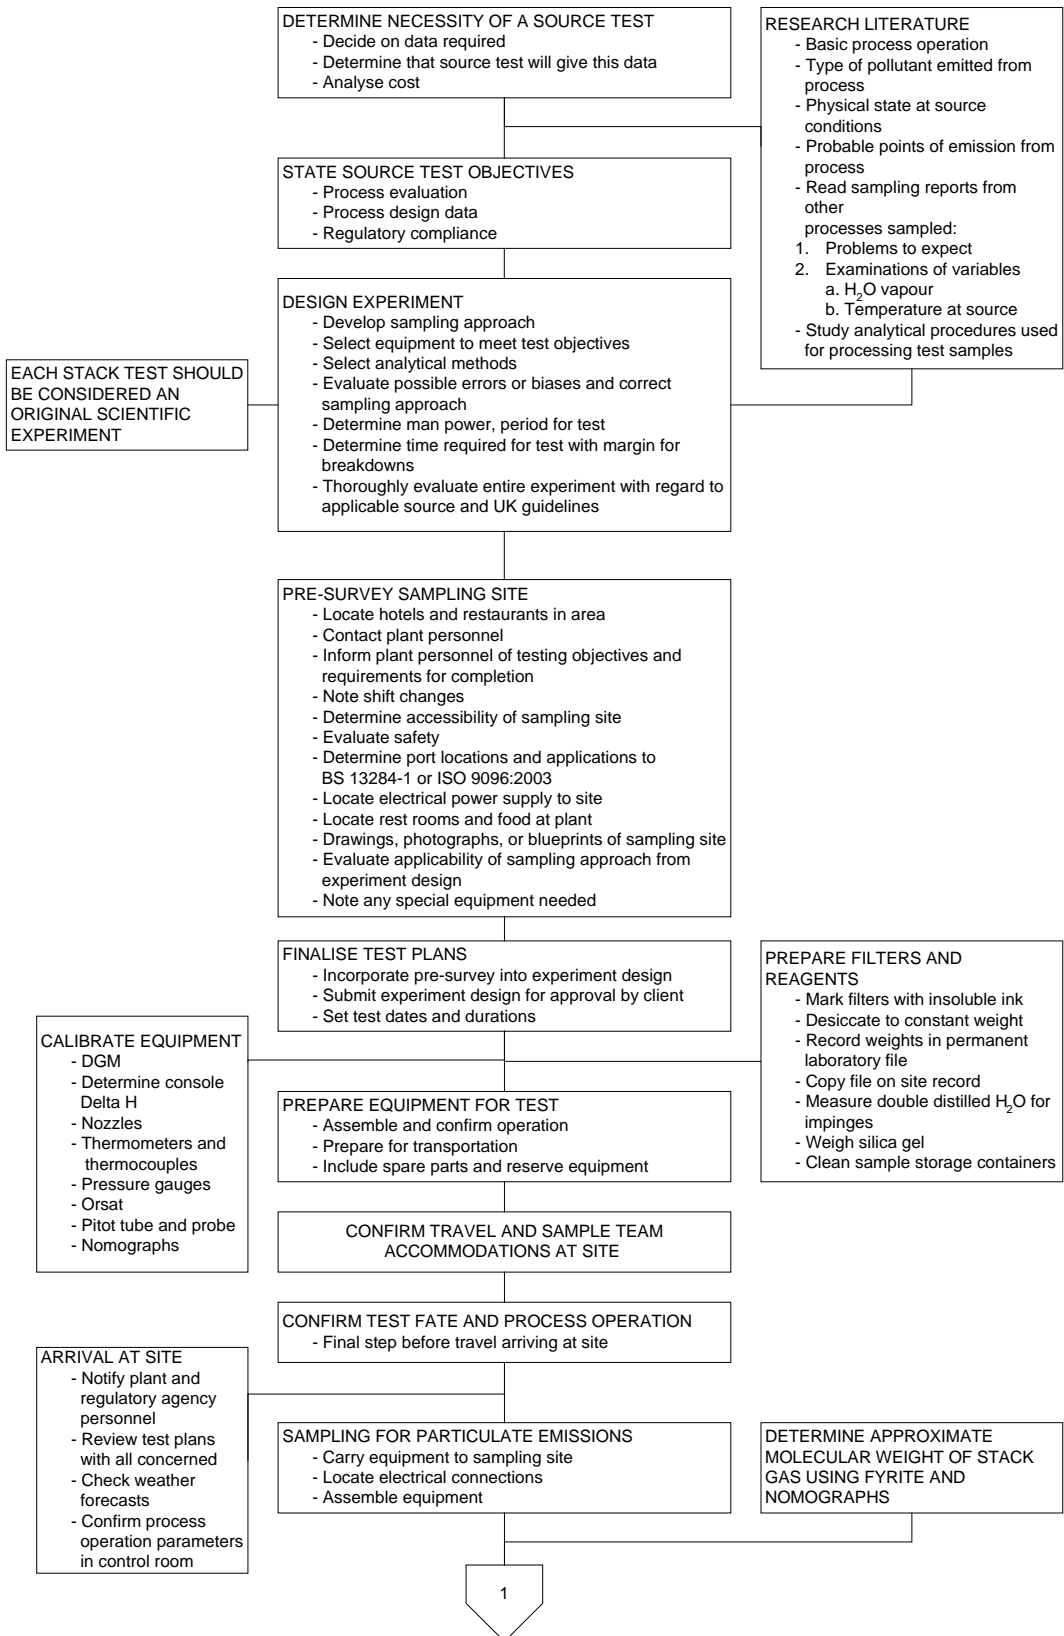 DETERMINE NECESSITY OF A SOURCE TEST
- Decide on data required
- Determine that source test will give this data
- Analyse cost
RESEARCH LITERATURE
- Basic process operation
- Type of pollutant emitted from
process
- Physical state at source
conditions
- Probable points of emission from
process
- Read sampling reports from
other
processes sampled:
1. Problems to expect
2. Examinations of variables
a. H2O vapour
b. Temperature at source
- Study analytical procedures used
for processing test samples
STATE SOURCE TEST OBJECTIVES
- Process evaluation
- Process design data
- Regulatory compliance
DESIGN EXPERIMENT
- Develop sampling approach
- Select equipment to meet test objectives
- Select analytical methods
- Evaluate possible errors or biases and correct
sampling approach
- Determine man power, period for test
- Determine time required for test with margin for
breakdowns
- Thoroughly evaluate entire experiment with regard to
applicable source and UK guidelines
EACH STACK TEST SHOULD
BE CONSIDERED AN
ORIGINAL SCIENTIFIC
EXPERIMENT
PRE-SURVEY SAMPLING SITE
- Locate hotels and restaurants in area
- Contact plant personnel
- Inform plant personnel of testing objectives and
requirements for completion
- Note shift changes
- Determine accessibility of sampling site
- Evaluate safety
- Determine port locations and applications to
BS 13284-1 or ISO 9096:2003
- Locate electrical power supply to site
- Locate rest rooms and food at plant
- Drawings, photographs, or blueprints of sampling site
- Evaluate applicability of sampling approach from
experiment design
- Note any special equipment needed
FINALISE TEST PLANS
- Incorporate pre-survey into experiment design
- Submit experiment design for approval by client
- Set test dates and durations
PREPARE FILTERS AND
REAGENTS
- Mark filters with insoluble ink
- Desiccate to constant weight
- Record weights in permanent
laboratory file
- Copy file on site record
- Measure double distilled H2O for
impinges
- Weigh silica gel
- Clean sample storage containers
CALIBRATE EQUIPMENT
- DGM
- Determine console
Delta H
- Nozzles
- Thermometers and
thermocouples
- Pressure gauges
- Orsat
- Pitot tube and probe
- Nomographs
PREPARE EQUIPMENT FOR TEST
- Assemble and confirm operation
- Prepare for transportation
- Include spare parts and reserve equipment
CONFIRM TRAVEL AND SAMPLE TEAM
ACCOMMODATIONS AT SITE
CONFIRM TEST FATE AND PROCESS OPERATION
- Final step before travel arriving at site
ARRIVAL AT SITE
- Notify plant and
regulatory agency
personnel
- Review test plans
with all concerned
- Check weather
forecasts
- Confirm process
operation parameters
in control room
SAMPLING FOR PARTICULATE EMISSIONS
- Carry equipment to sampling site
- Locate electrical connections
- Assemble equipment
DETERMINE APPROXIMATE
MOLECULAR WEIGHT OF STACK
GAS USING FYRITE AND
NOMOGRAPHS
1